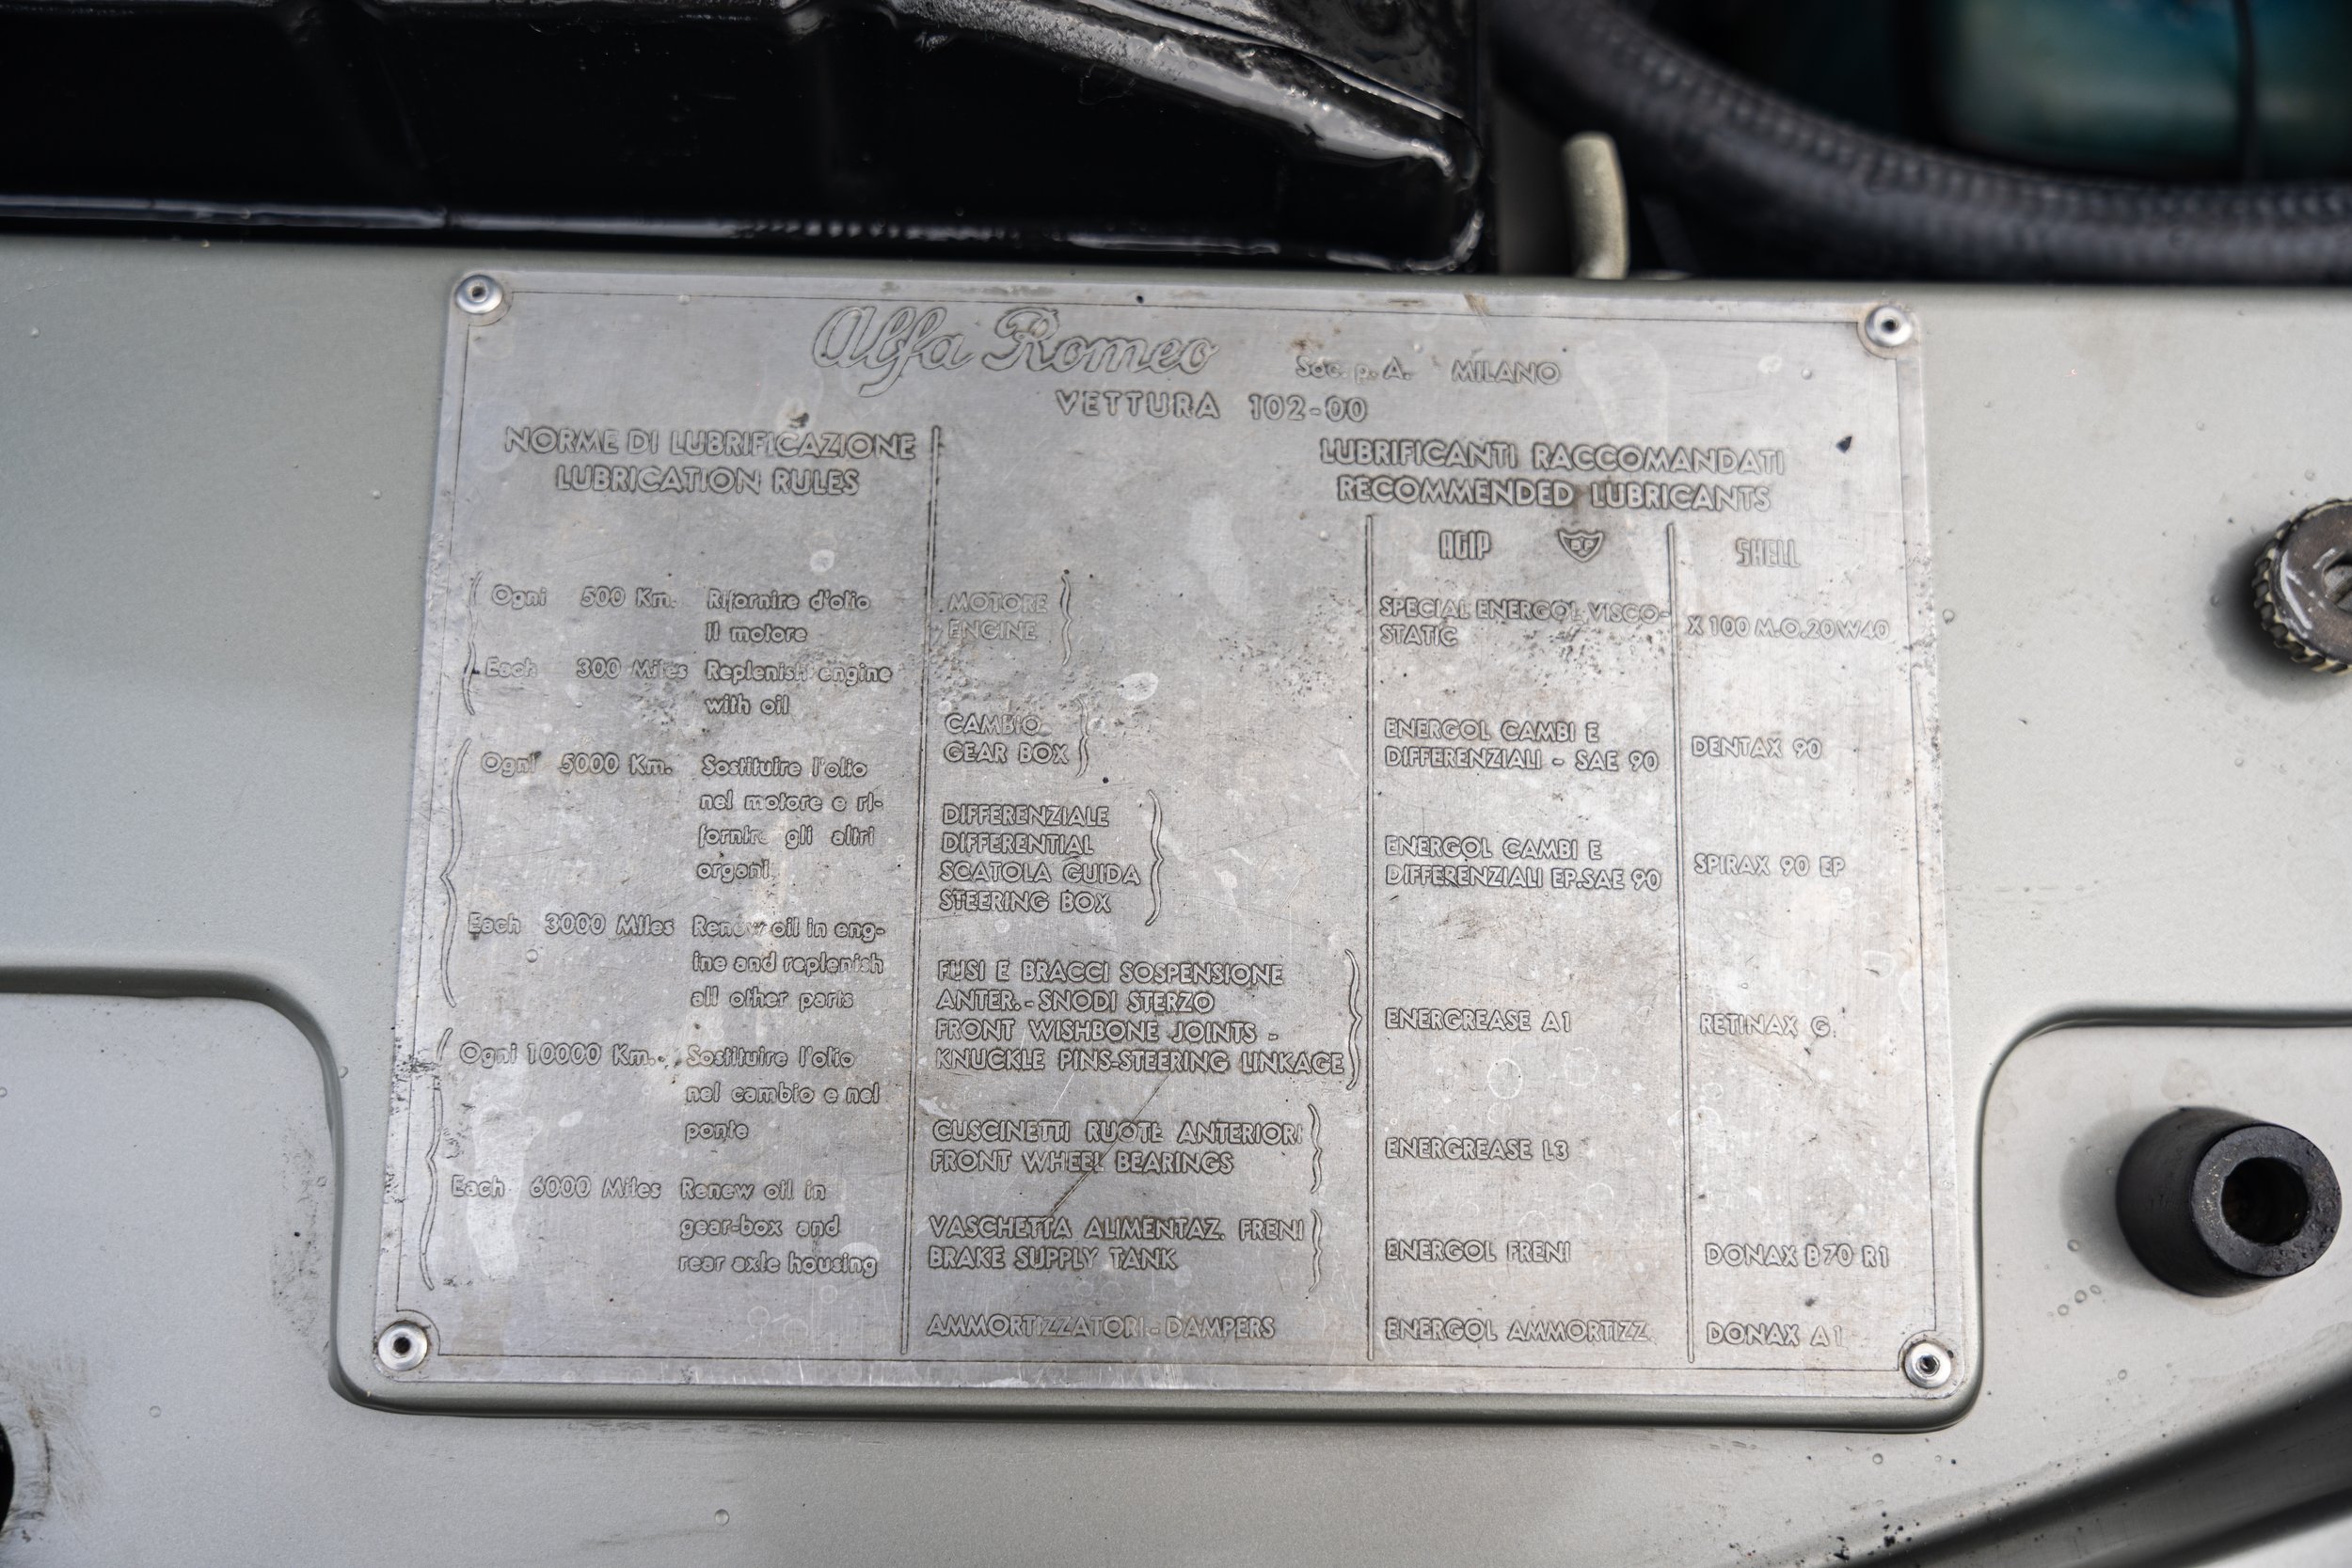 Alfa Romeo Soc. p. A. MILANO
VETTURA 102-00
NORME DI LUBRIFICAZIONE
LUBRICATION RULES
Ogni 500 Km. Rifornire d'olio
il motore
Each 300 Miles Replenish engine
with oil
Ogni 5000 Km. Sostituire l'olio
nel motore e ri-
fornire gli altri
organi
Each 3000 Miles Renew oil in eng-
ine and replenish
all other parts
Ogni 10000 Km. Sostituire l'olio
nel cambio e nel
ponte
Each 6000 Miles Renew oil in
gear-box and
rear axle housing
LUBRIFICANTI RACCOMANDATI
RECOMMENDED LUBRICANTS
AGIP BP SHELL
MOTORE
ENGINE
SPECIAL ENERGOL VISCO-
STATIC
X 100 M.O.20W40
CAMBIO
GEAR BOX
ENERGOL CAMBI E
DIFFERENZIALI - SAE 90
DENTAX 90
DIFFERENZIALE
DIFFERENTIAL
SCATOLA GUIDA
STEERING BOX
ENERGOL CAMBI E
DIFFERENZIALI EP.SAE 90
SPIRAX 90 EP
FUSI E BRACCI SOSPENSIONE
ANTER.-SNODI STERZO
FRONT WISHBONE JOINTS -
KNUCKLE PINS-STEERING LINKAGE
ENERGREASE A1
RETINAX G.
CUSCINETTI RUOTE ANTERIORI
FRONT WHEEL BEARINGS
ENERGREASE L3
VASCHETTA ALIMENTAZ. FRENI
BRAKE SUPPLY TANK
ENERGOL FRENI
DONAX B70 R1
AMMORTIZZATORI-DAMPERS
ENERGOL AMMORTIZZ.
DONAX A1